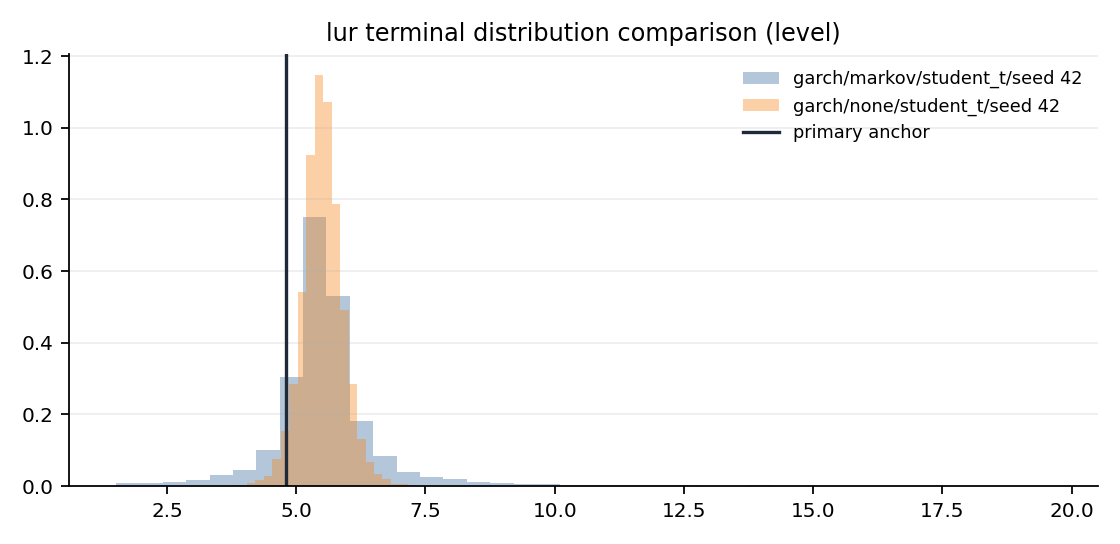 lur terminal distribution comparison (level)
garch/markov/student_t/seed 42
garch/none/student_t/seed 42
primary anchor
1.2
1.0
0.8
0.6
0.4
0.2
0.0
2.5 5.0 7.5 10.0 12.5 15.0 17.5 20.0